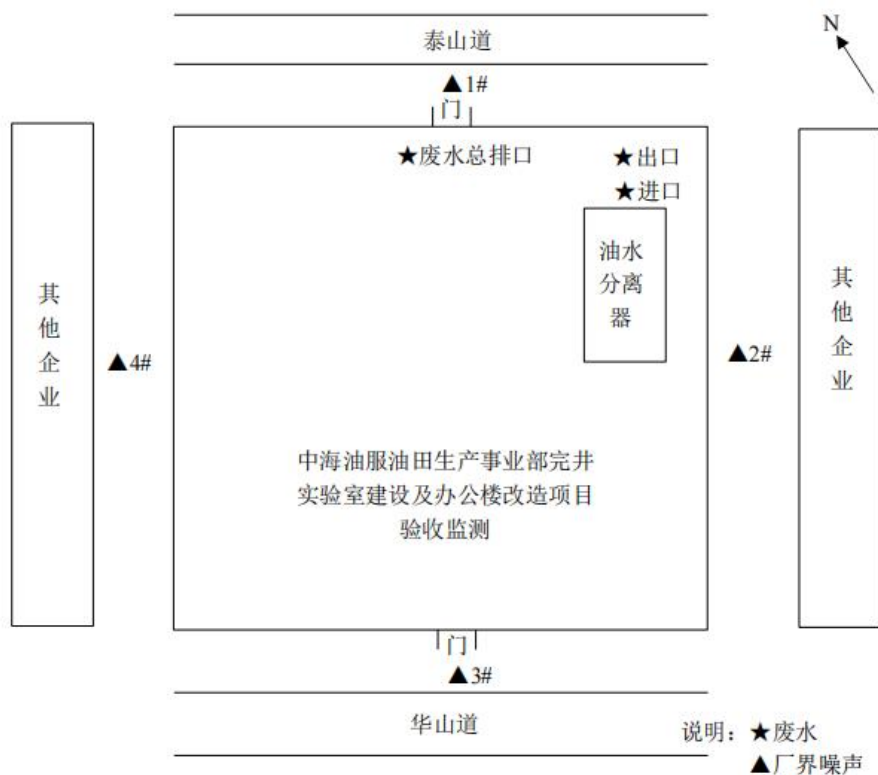 泰山道
N
▲1#
门
★废水总排口
★出口
★进口
油水
分离
器
其
他
企
业
▲4#
▲2#
其
他
企
业
中海油服油田生产事业部完井
实验室建设及办公楼改造项目
验收监测
门
▲3#
华山道
说明：★废水
▲厂界噪声